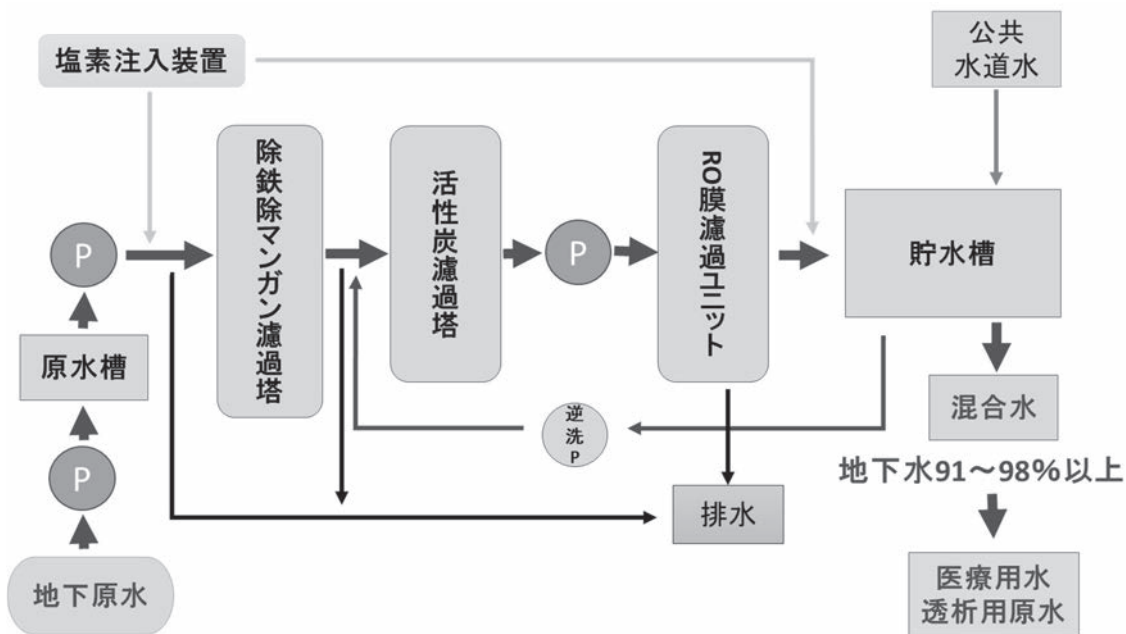 塩素注入装置
公共
水道水
除鉄除マンガン濾過塔
活性炭濾過塔
RO膜濾過ユニット
P
P
貯水槽
原水槽
混合水
逆洗P
P
地下水91～98%以上
排水
地下原水
医療用水
透析用原水